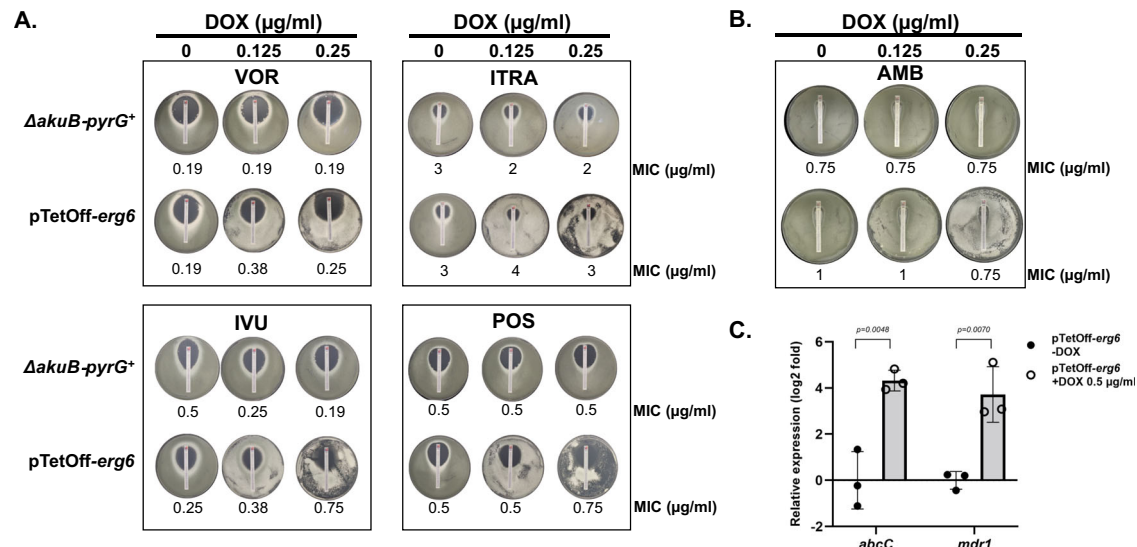 A.
DOX (µg/ml)
0 0.125 0.25
DOX (µg/ml)
0 0.125 0.25
VOR
ITRA
ΔakuB-pyrG⁺
0.19 0.19 0.19
3 2 2
MIC (µg/ml)
pTetOff-erg6
0.19 0.38 0.25
3 4 3
MIC (µg/ml)
IVU
POS
ΔakuB-pyrG⁺
0.5 0.25 0.19
0.5 0.5 0.5
MIC (µg/ml)
pTetOff-erg6
0.25 0.38 0.75
0.5 0.5 0.75
MIC (µg/ml)
B.
DOX (µg/ml)
0 0.125 0.25
AMB
0.75 0.75 0.75
MIC (µg/ml)
1 1 0.75
MIC (µg/ml)
C.
p=0.0048
p=0.0070
Relative expression (log2 fold)
6
4
2
0
-2
abcC mdr1
pTetOff-erg6
-DOX
pTetOff-erg6
+DOX 0.5 µg/ml